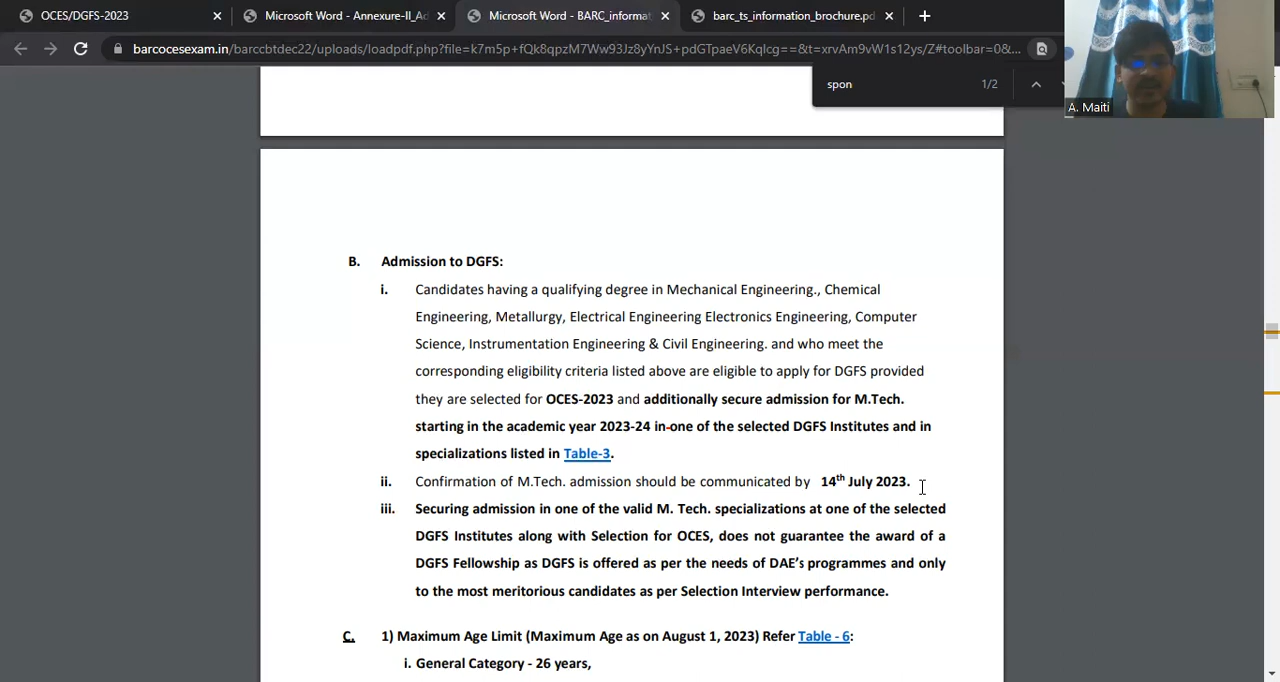 OCES/DGFS-2023
Microsoft Word - Annexure-II_Ad
Microsoft Word - BARC_informat
barc_ts_information_brochure.pd
barcocesexam.in/barccbtdec22/uploads/loadpdf.php?file=k7m5p+fQk8qpzM7Ww93Jz8yYnJS+pdGTpaeV6KqIcg==&t=xrvAm9vW1s12ys/Z#toolbar=0&...
spon 1/2
A. Maiti
B. Admission to DGFS:
i. Candidates having a qualifying degree in Mechanical Engineering., Chemical
Engineering, Metallurgy, Electrical Engineering Electronics Engineering, Computer
Science, Instrumentation Engineering & Civil Engineering. and who meet the
corresponding eligibility criteria listed above are eligible to apply for DGFS provided
they are selected for OCES-2023 and additionally secure admission for M.Tech.
starting in the academic year 2023-24 in-one of the selected DGFS Institutes and in
specializations listed in Table-3.
ii. Confirmation of M.Tech. admission should be communicated by 14th July 2023.
iii. Securing admission in one of the valid M. Tech. specializations at one of the selected
DGFS Institutes along with Selection for OCES, does not guarantee the award of a
DGFS Fellowship as DGFS is offered as per the needs of DAE’s programmes and only
to the most meritorious candidates as per Selection Interview performance.
C. 1) Maximum Age Limit (Maximum Age as on August 1, 2023) Refer Table - 6:
i. General Category - 26 years,